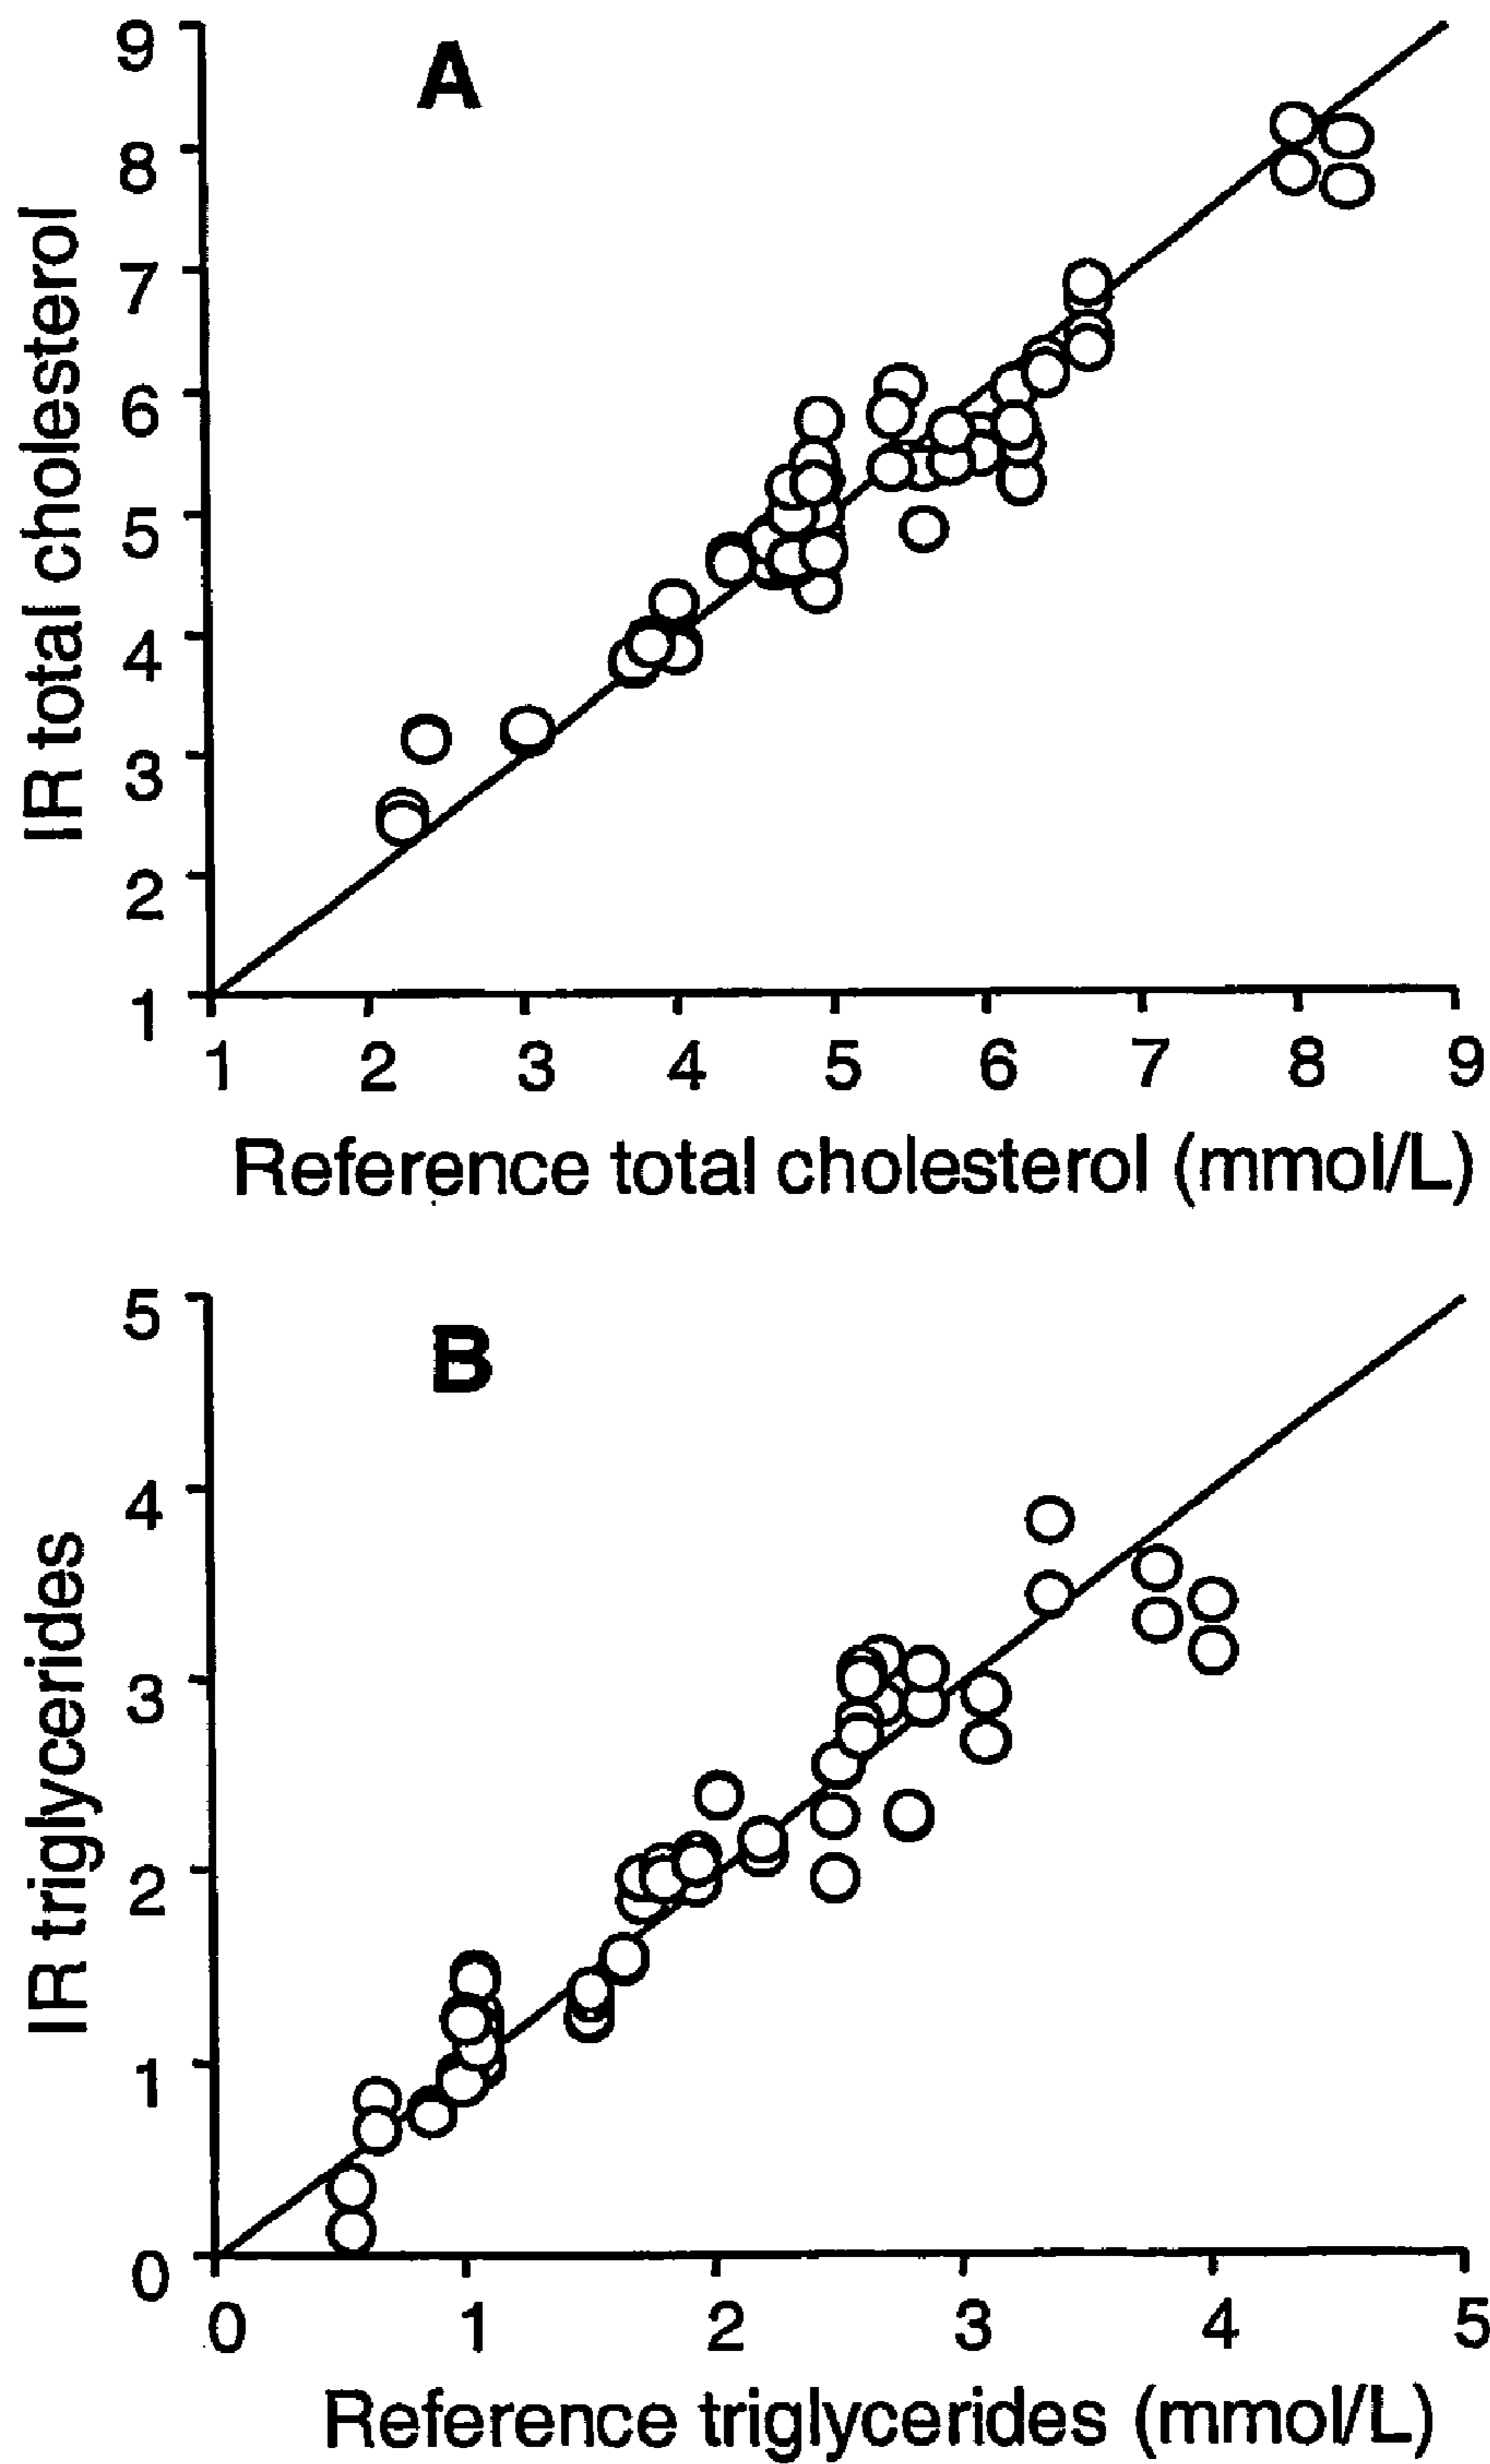 A
9
8
7
6
5
4
3
2
1
IR total cholesterol
1 2 3 4 5 6 7 8 9
Reference total cholesterol (mmol/L)
B
5
4
3
2
1
0
IR triglycerides
0 1 2 3 4 5
Reference triglycerides (mmol/L)